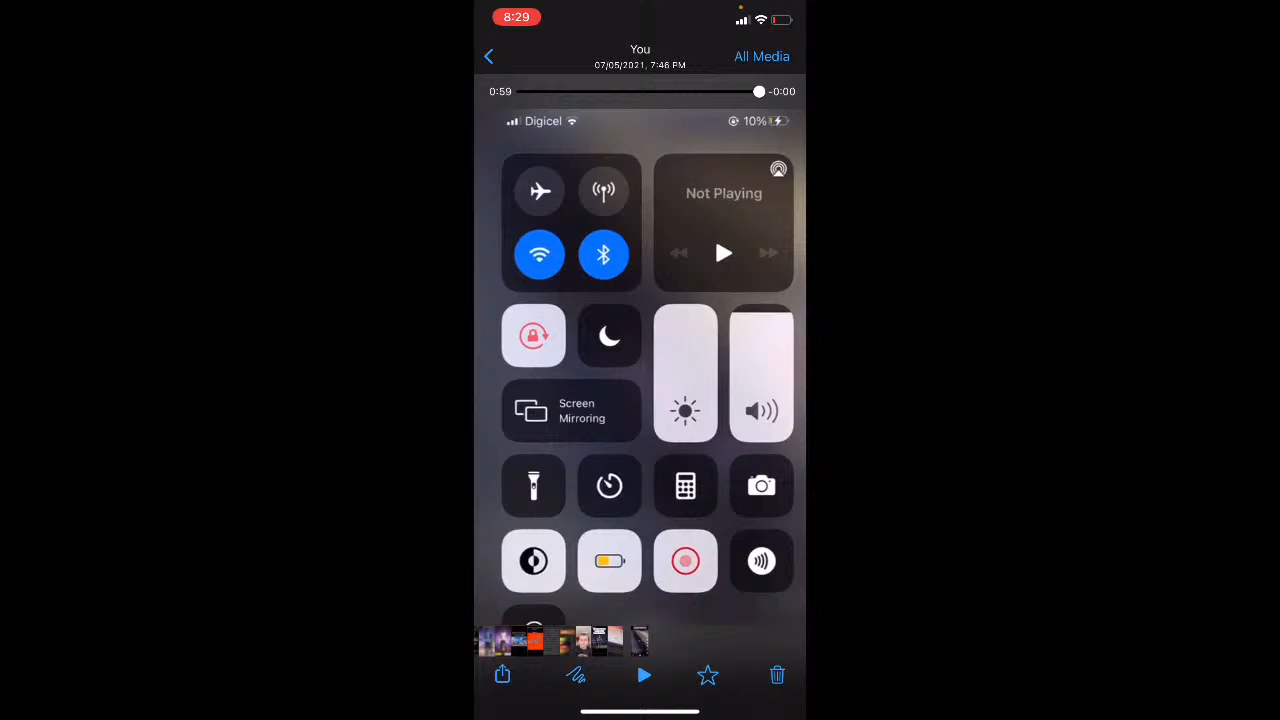 8:29
You
All Media
07/05/2021, 7:46 PM
0:59
-0:00
Digicel
10%
Not Playing
Screen
Mirroring